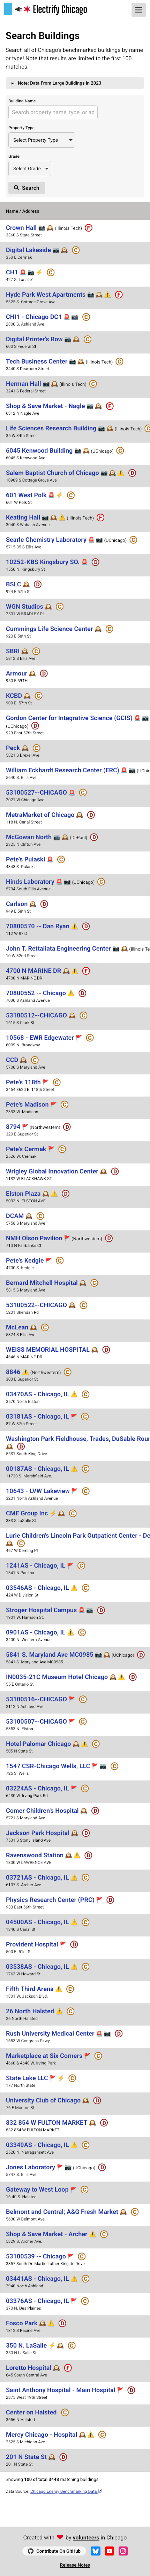 Electrify Chicago
Search Buildings
Search all of Chicago's benchmarked buildings by name
or type! Note that results are limited to the first 100
matches.
Note: Data From Large Buildings in 2023
Building Name
Search property name, type, or add
Property Type
Select Property Type
Grade
Select Grade
Search
Name / Address
Crown Hall (Illinois Tech) F
3360 S State Street
Digital Lakeside C
350 E Cermak
CH1 C
427 S. Lasalle
Hyde Park West Apartments F
5325 S. Cottage Grove Ave
CHI1 - Chicago DC1 C
2800 S. Ashland Ave
Digital Printer's Row C
600 S Federal St
Tech Business Center (Illinois Tech) C
3440 S Dearborn Street
Herman Hall (Illinois Tech) C
3241 S Federal Street
Shop & Save Market - Nagle F
6312 N Nagle Ave
Life Sciences Research Building (Illinois Tech) C
35 W 34th Street
6045 Kenwood Building (UChicago) C
6045 S Kenwood Ave
Salem Baptist Church of Chicago D
10909 S Cottage Grove Ave
601 West Polk C
601 W Polk St
Keating Hall (Illinois Tech) F
3040 S Wabash Avenue
Searle Chemistry Laboratory (UChicago) C
5715-35 S Ellis Ave
10252-KBS Kingsbury SO. D
1500 N. Kingsbury St
BSLC D
924 E 57th St
WGN Studios C
2501 W BRADLEY PL
Cummings Life Science Center C
920 E 58th St
SBRI C
5812 S Ellis Ave
Armour D
930 E 59TH
KCBD C
900 E. 57th St
Gordon Center for Integrative Science (GCIS)
(UChicago) D
929 East 57th Street
Peck C
5821 S Drexel Ave
William Eckhardt Research Center (ERC) (UChic
5640 S. Ellis Ave.
53100527--CHICAGO C
2021 W Chicago Ave
MetraMarket of Chicago D
118 N. Canal Street
McGowan North (DePaul) D
2325 N Clifton Ave
Pete's Pulaski C
4343 S. Pulaski
Hinds Laboratory (UChicago) C
5734 South Ellis Avenue
Carlson D
949 E 58th St
70800570 -- Dan Ryan D
112 W 87st
John T. Rettaliata Engineering Center (Illinois Te
10 W 32nd Street
4700 N MARINE DR F
4700 N MARINE DR
70800552 -- Chicago D
7030 S Ashland Avenue
53100512--CHICAGO C
1615 S Clark St
10568 - EWR Edgewater C
6009 N. Broadway
CCD C
5700 S Maryland Ave
Pete's 118th C
3454 3620 E. 118th Street
Pete's Madison C
2333 W. Madison
8794 (Northwestern) D
320 E Superior St
Pete's Cermak C
2526 W. Cermak
Wrigley Global Innovation Center D
1132 W BLACKHAWK ST
Elston Plaza D
5033 N. ELSTON AVE
DCAM C
5758 S Maryland Ave
NMH Olson Pavilion (Northwestern) D
710 N Fairbanks Ct
Pete's Kedgie C
4700 S. Kedgie
Bernard Mitchell Hospital C
5815 S Maryland Ave
53100522--CHICAGO C
5201 Sheridan Rd
McLean C
5824 S Ellis Ave
WEISS MEMORIAL HOSPITAL D
4646 N MARINE DR
8846 (Northwestern) C
303 E Superior St
03470AS - Chicago, IL C
3570 North Elston
03181AS - Chicago, IL C
87 W 87th Street
Washington Park Fieldhouse, Trades, DuSable Roun
D
5531 South King Drive
00187AS - Chicago, IL C
11730 S. Marshfield Ave.
10643 - LVW Lakeview C
3201 North Ashland Avenue
CME Group Inc C
333 S LaSalle St
Lurie Children's Lincoln Park Outpatient Center - De
C
467 W Deming Pl
1241AS - Chicago, IL C
1341 N Paulina
03546AS - Chicago, IL C
424 W Division St
Stroger Hospital Campus D
1901 W. Harrison St.
0901AS - Chicago, IL C
3400 N. Western Avenue
5841 S. Maryland Ave MC0985 (UChicago) D
5841 S. Maryland Ave MC0985
IN0035-21C Museum Hotel Chicago D
55 E Ontario St
53100516--CHICAGO C
2112 N Ashland Ave
53100507--CHICAGO C
3353 N. Elston
Hotel Palomar Chicago C
505 N State St
1547 CSR-Chicago Wells, LLC C
725 S. Wells
03224AS - Chicago, IL C
6400 W. Irving Park Rd
Comer Children's Hospital D
5721 S Maryland Ave
Jackson Park Hospital D
7531 S Stony Island Ave
Ravenswood Station D
1800 W LAWRENCE AVE
03721AS - Chicago, IL C
6107 S. Archer Ave.
Physics Research Center (PRC) D
933 East 56th Street
04500AS - Chicago, IL C
1340 S Canal St
Provident Hospital D
500 E. 51st St.
03538AS - Chicago, IL C
1763 W Howard St
Fifth Third Arena C
1801 W. Jackson Blvd.
26 North Halsted C
26 North Halsted
Rush University Medical Center D
1653 W Congress Pkwy
Marketplace at Six Corners C
4660 & 4640 W. Irving Park
State Lake LLC C
177 North State
University Club of Chicago D
76 E Monroe St
832 854 W FULTON MARKET D
832 854 W FULTON MARKET
03349AS - Chicago, IL C
2520 N. Narragansett Ave
Jones Laboratory (UChicago) D
5747 S. Ellis Ave.
Gateway to West Loop C
16-40 S. Halsted
Belmont and Central; AG Fresh Market C
5630 W Belmont Ave
Shop & Save Market - Archer C
5829 S. Archer Ave.
53100539 -- Chicago C
3857 South Dr. Martin Luther King Jr. Drive
03441AS - Chicago, IL C
2940 North Ashland
03376AS - Chicago, IL C
370 N. Des Plaines
Fosco Park D
1312 S Racine Ave
350 N. LaSalle C
350 N LaSalle St
Loretto Hospital F
645 South Central Ave
Saint Anthony Hospital - Main Hospital D
2875 West 19th Street
Center on Halsted C
3656 N Halsted
Mercy Chicago - Hospital C
2525 S Michigan Ave
201 N State St D
201 N State St
Showing 100 of total 3448 matching buildings
Data Source: Chicago Energy Benchmarking Data
Created with by volunteers in Chicago
Contribute On GitHub
Release Notes